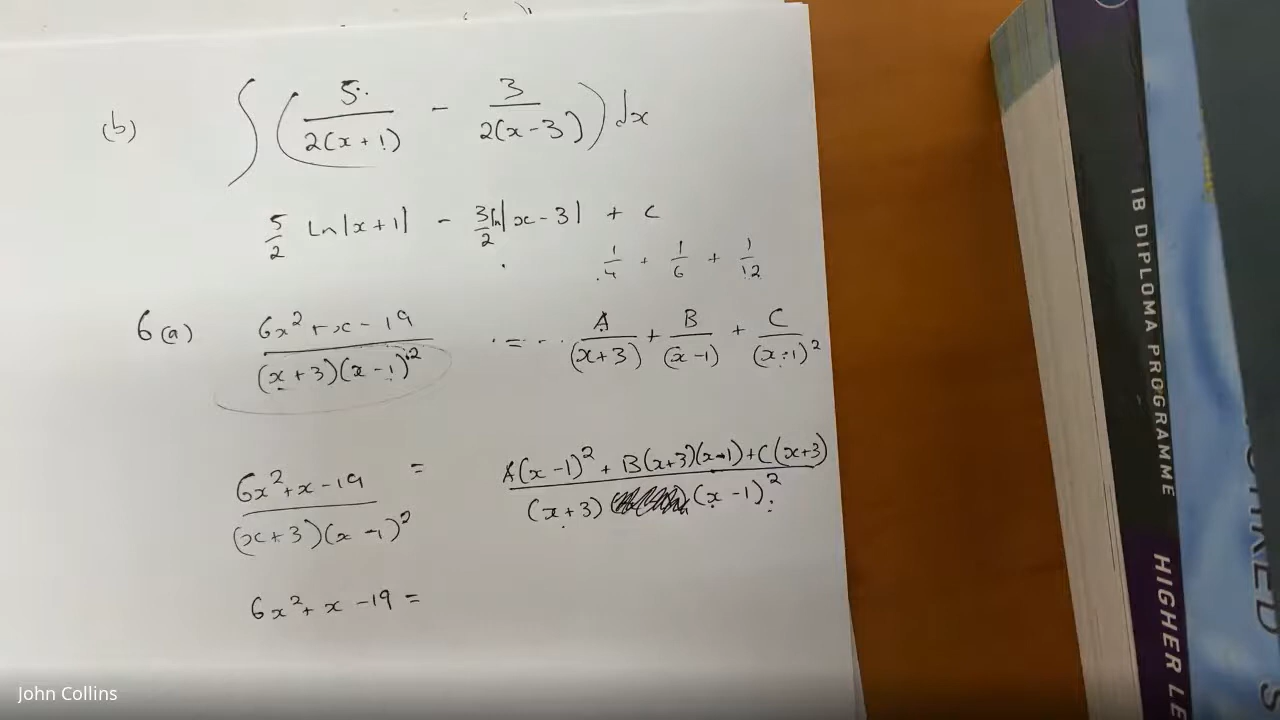 (b) ∫ ( 5/2(x+1) - 3/2(x-3) ) dx
5/2 Ln|x+1| - 3/2 ln|x-3| + c
1/4 + 1/6 + 1/12
6(a) 6x²+x-19/(x+3)(x-1)² = A/(x+3) + B/(x-1) + C/(x-1)²
6x²+x-19/(x+3)(x-1)² = A(x-1)² + B(x+3)(x-1) + C(x+3)/(x+3)(x-1)²
6x²+x-19 =
IB DIPLOMA PROGRAMME
HIGHER LE
John Collins